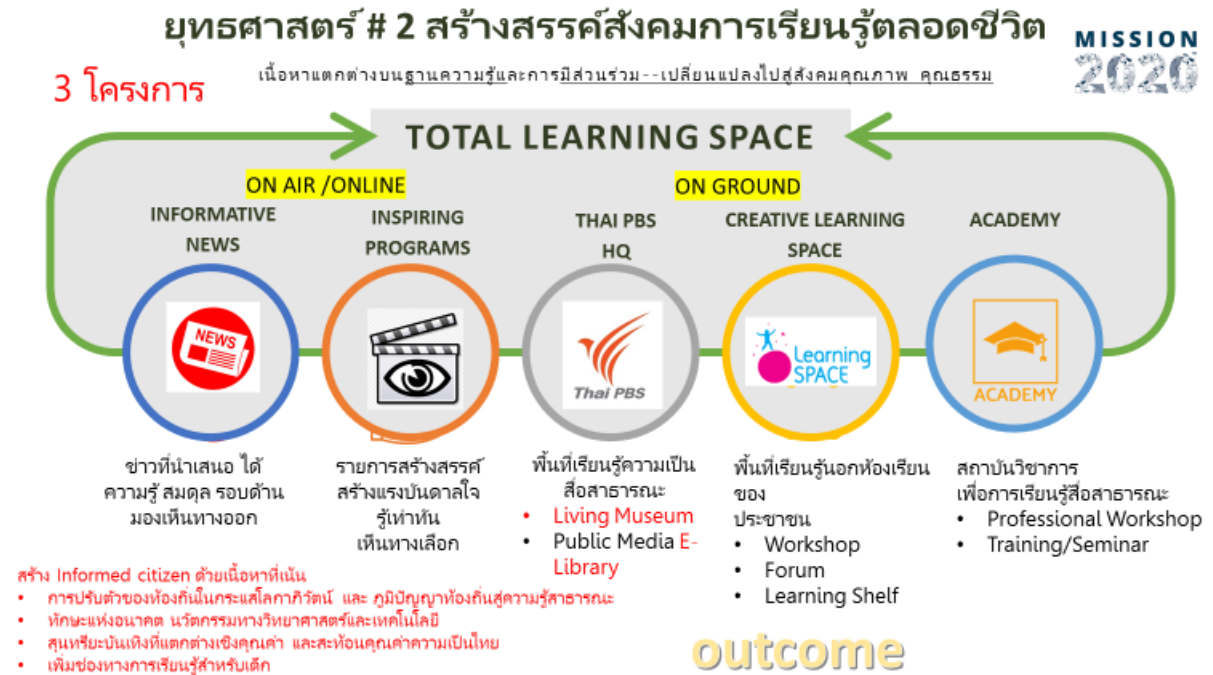 ยุทธศาสตร์ # 2 สร้างสรรค์สังคมการเรียนรู้ตลอดชีวิต
MISSION
2020
3 โครงการ
เนื้อหาแตกต่างบนฐานความรู้และการมีส่วนร่วม--เปลี่ยนแปลงไปสู่สังคมคุณภาพ คุณธรรม
TOTAL LEARNING SPACE
ON AIR /ONLINE
ON GROUND
INFORMATIVE
NEWS
INSPIRING
PROGRAMS
THAI PBS
HQ
CREATIVE LEARNING
SPACE
ACADEMY
NEWS
Thai PBS
Learning
SPACE
ACADEMY
ข่าวที่นำเสนอ ได้
ความรู้ สมดุล รอบด้าน
มองเห็นทางออก
รายการสร้างสรรค์
สร้างแรงบันดาลใจ
รู้เท่าทัน
เห็นทางเลือก
พื้นที่เรียนรู้ความเป็น
สื่อสาธารณะ
• Living Museum
• Public Media E-
Library
พื้นที่เรียนรู้นอกห้องเรียน
ของ
ประชาชน
• Workshop
• Forum
• Learning Shelf
สถาบันวิชาการ
เพื่อการเรียนรู้สื่อสาธารณะ
• Professional Workshop
• Training/Seminar
สร้าง Informed citizen ด้วยเนื้อหาที่เน้น
• การปรับตัวของท้องถิ่นในกระแสโลกาภิวัตน์ และ ภูมิปัญญาท้องถิ่นสู่ความรู้สาธารณะ
• ทักษะแห่งอนาคต นวัตกรรมทางวิทยาศาสตร์และเทคโนโลยี
• สุนทรียะบันเทิงที่แตกต่างเชิงคุณค่า และสะท้อนคุณค่าความเป็นไทย
• เพิ่มช่องทางการเรียนรู้สำหรับเด็ก
outcome